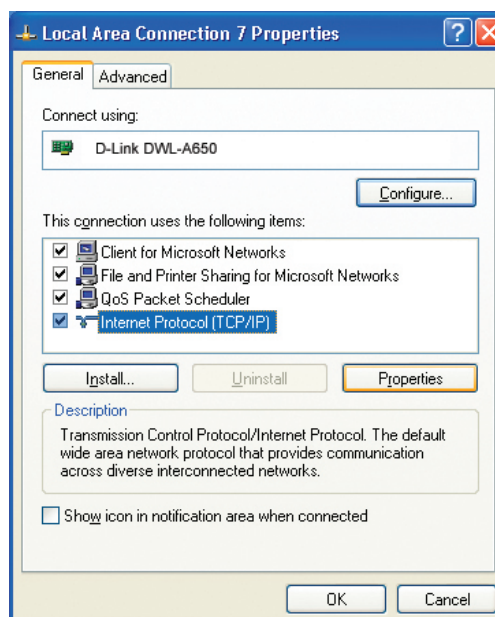 Local Area Connection 7 Properties
General Advanced
Connect using:
D-Link DWL-A650
Configure...
This connection uses the following items:
Client for Microsoft Networks
File and Printer Sharing for Microsoft Networks
QoS Packet Scheduler
Internet Protocol (TCP/IP)
Install... Uninstall Properties
Description
Transmission Control Protocol/Internet Protocol. The default
wide area network protocol that provides communication
across diverse interconnected networks.
Show icon in notification area when connected
OK Cancel